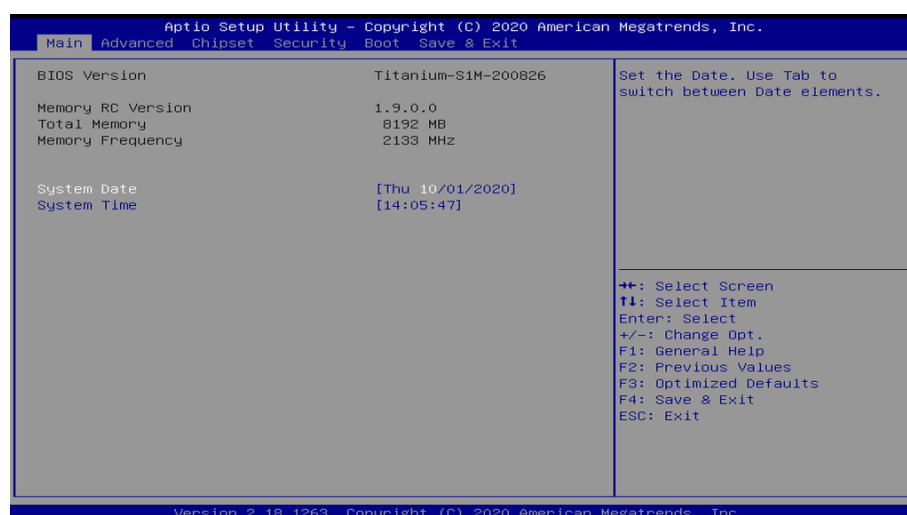 Aptio Setup Utility – Copyright (C) 2020 American Megatrends, Inc.
Main Advanced Chipset Security Boot Save & Exit
BIOS Version Titanium-S1M-200826
Memory RC Version 1.9.0.0
Total Memory 8192 MB
Memory Frequency 2133 MHz
System Date [Thu 10/01/2020]
System Time [14:05:47]
Set the Date. Use Tab to
switch between Date elements.
→←: Select Screen
↑↓: Select Item
Enter: Select
+/-: Change Opt.
F1: General Help
F2: Previous Values
F3: Optimized Defaults
F4: Save & Exit
ESC: Exit
Version 2.18.1263. Copyright (C) 2020 American Megatrends, Inc.